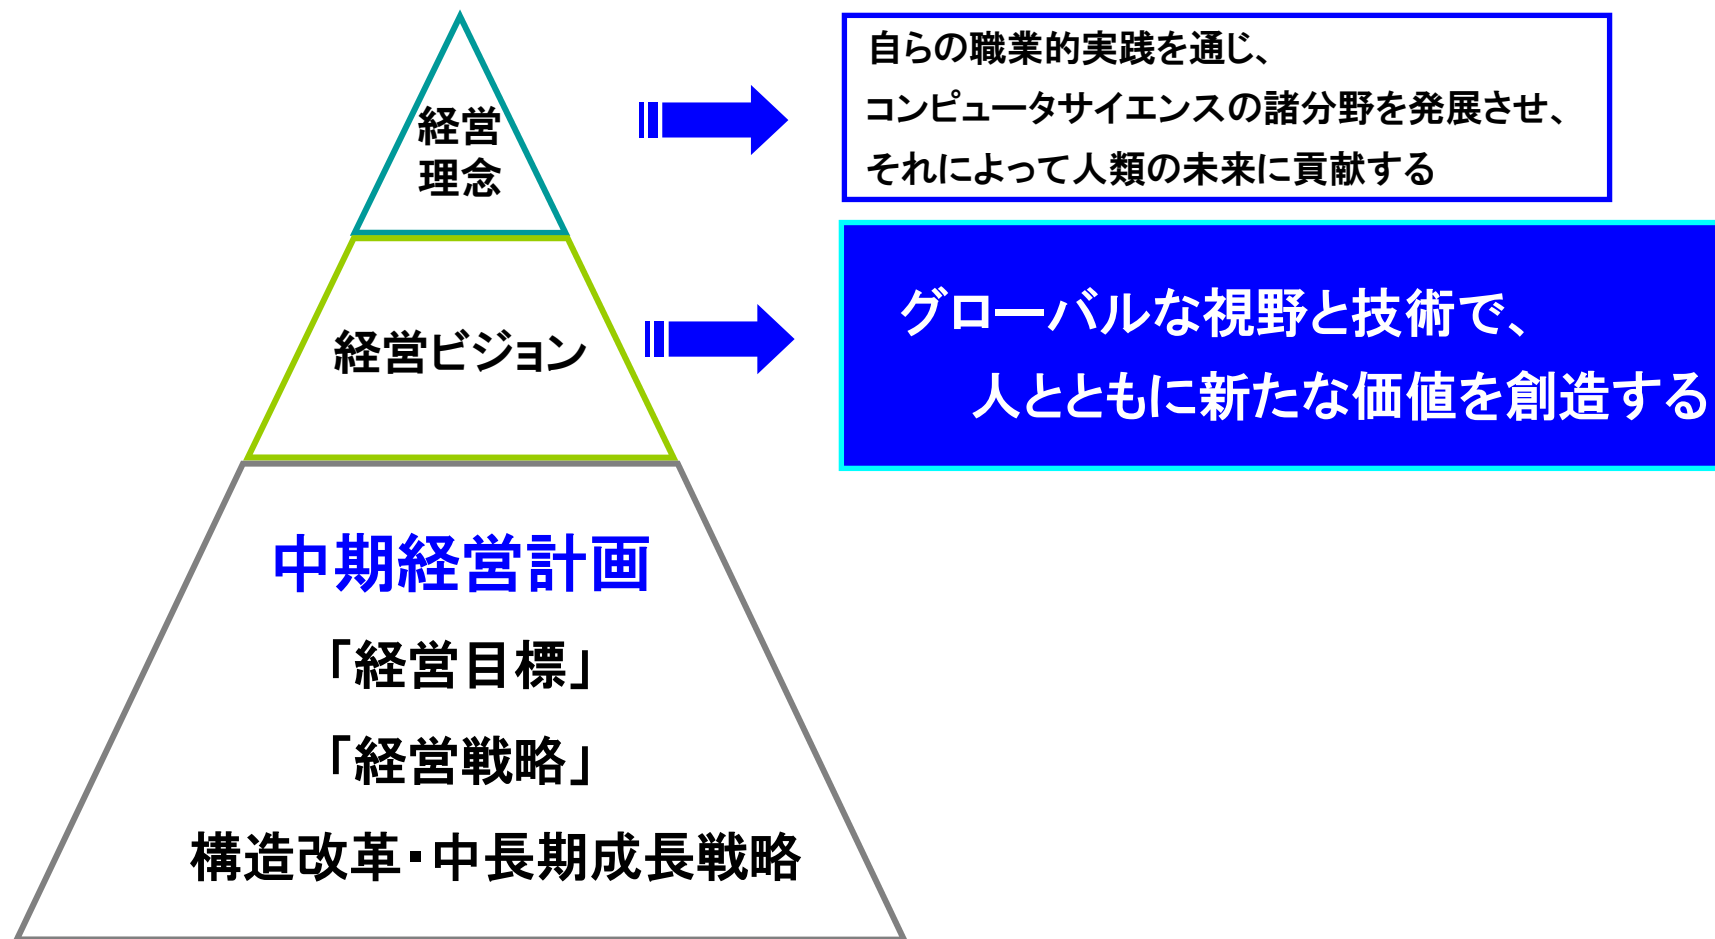 経営
理念
自らの職業的実践を通じ、
コンピュータサイエンスの諸分野を発展させ、
それによって人類の未来に貢献する
経営ビジョン
グローバルな視野と技術で、
人とともに新たな価値を創造する
中期経営計画
「経営目標」
「経営戦略」
構造改革・中長期成長戦略